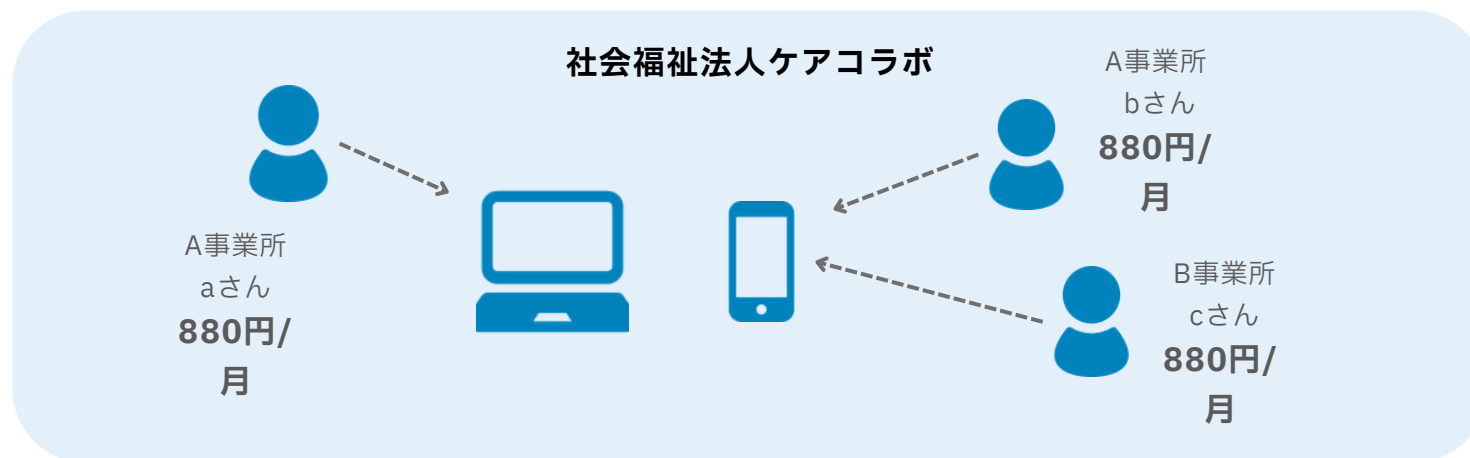 社会福祉法人ケアコラボ
A事業所
aさん
880円/
月
A事業所
bさん
880円/
月
B事業所
cさん
880円/
月